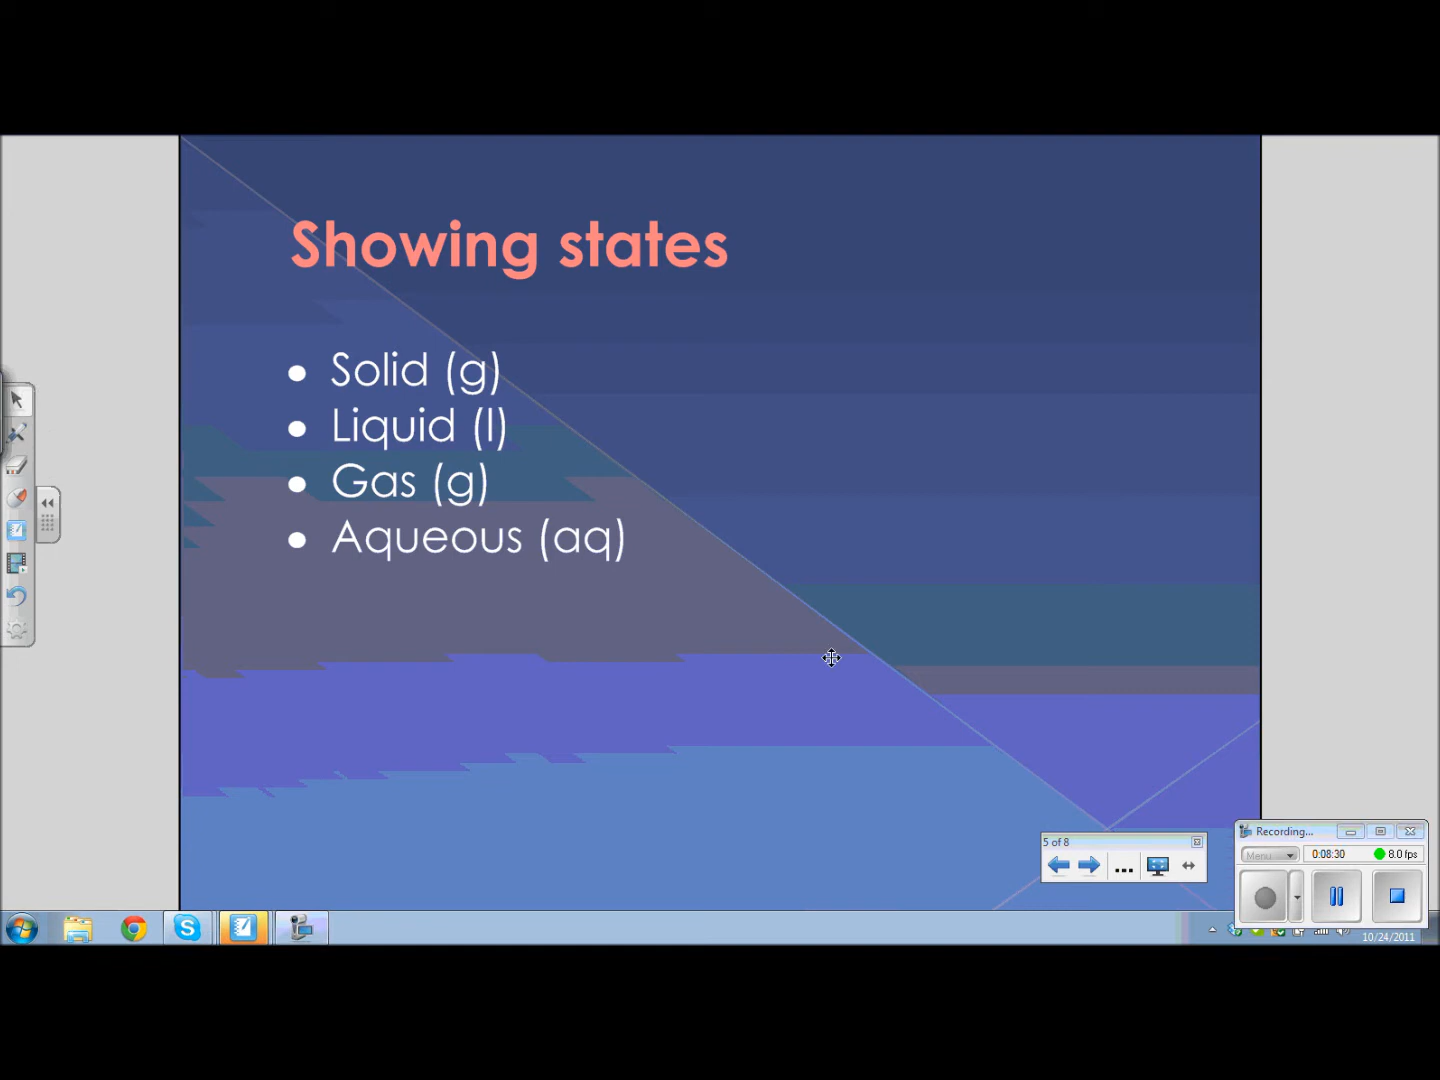 Showing states
● Solid (g)
● Liquid (l)
● Gas (g)
● Aqueous (aq)
5 of 8
Recording...
Menu
0:08:30
8.0 fps
10/24/2011